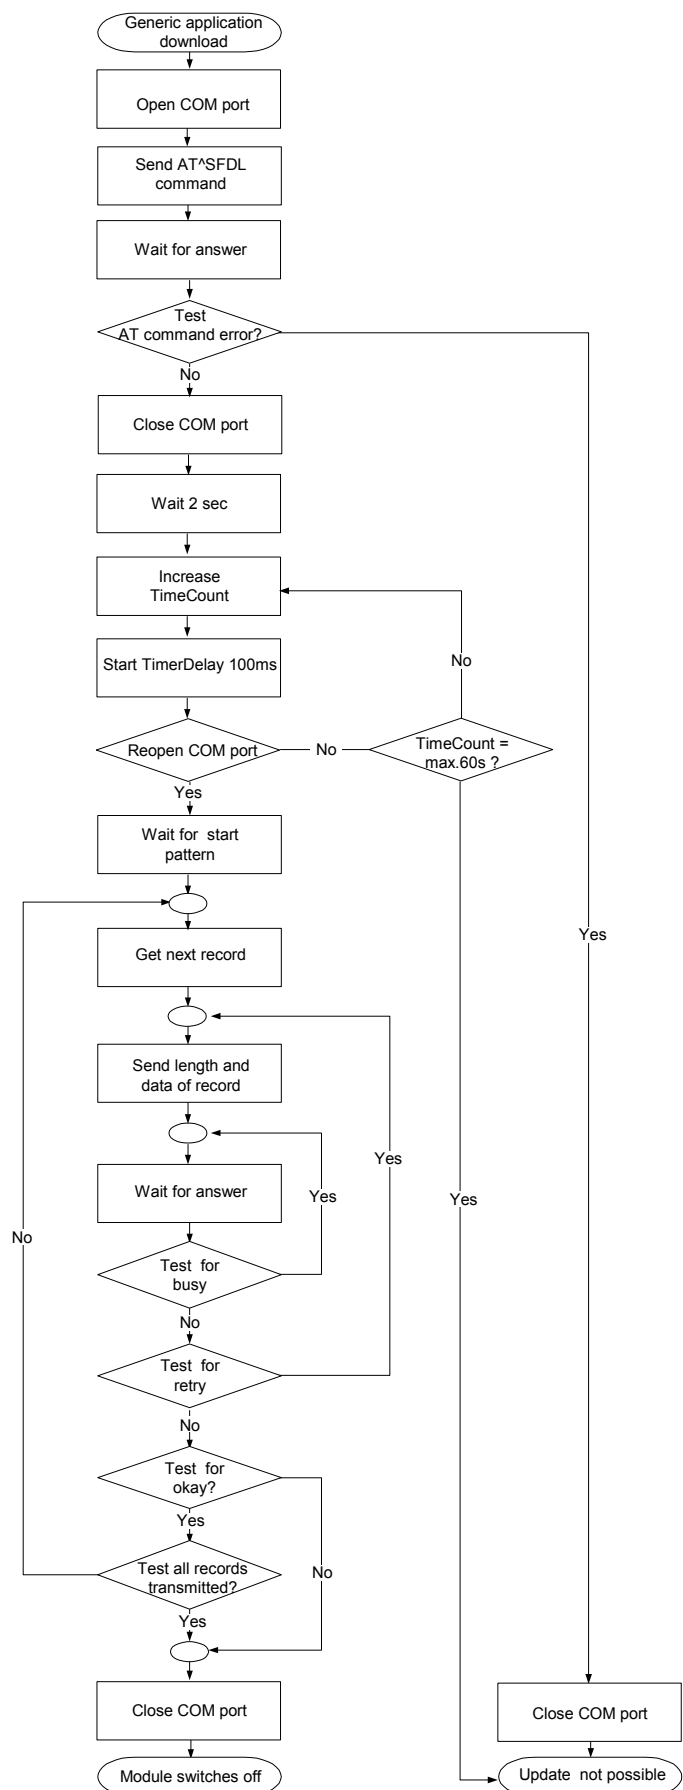 Generic application
download
Open COM port
Send AT^SFDL
command
Wait for answer
Test
AT command error?
No
Close COM port
Wait 2 sec
Increase
TimeCount
No
Start TimerDelay 100ms
Reopen COM port
No
TimeCount =
max.60s ?
Yes
Wait for start
pattern
Yes
Get next record
Send length and
data of record
Yes
Wait for answer
Yes
Yes
No
Test for
busy
No
Test for
retry
No
Test for
okay?
Yes
Test all records
transmitted?
No
Yes
Close COM port
Close COM port
Module switches off
Update not possible